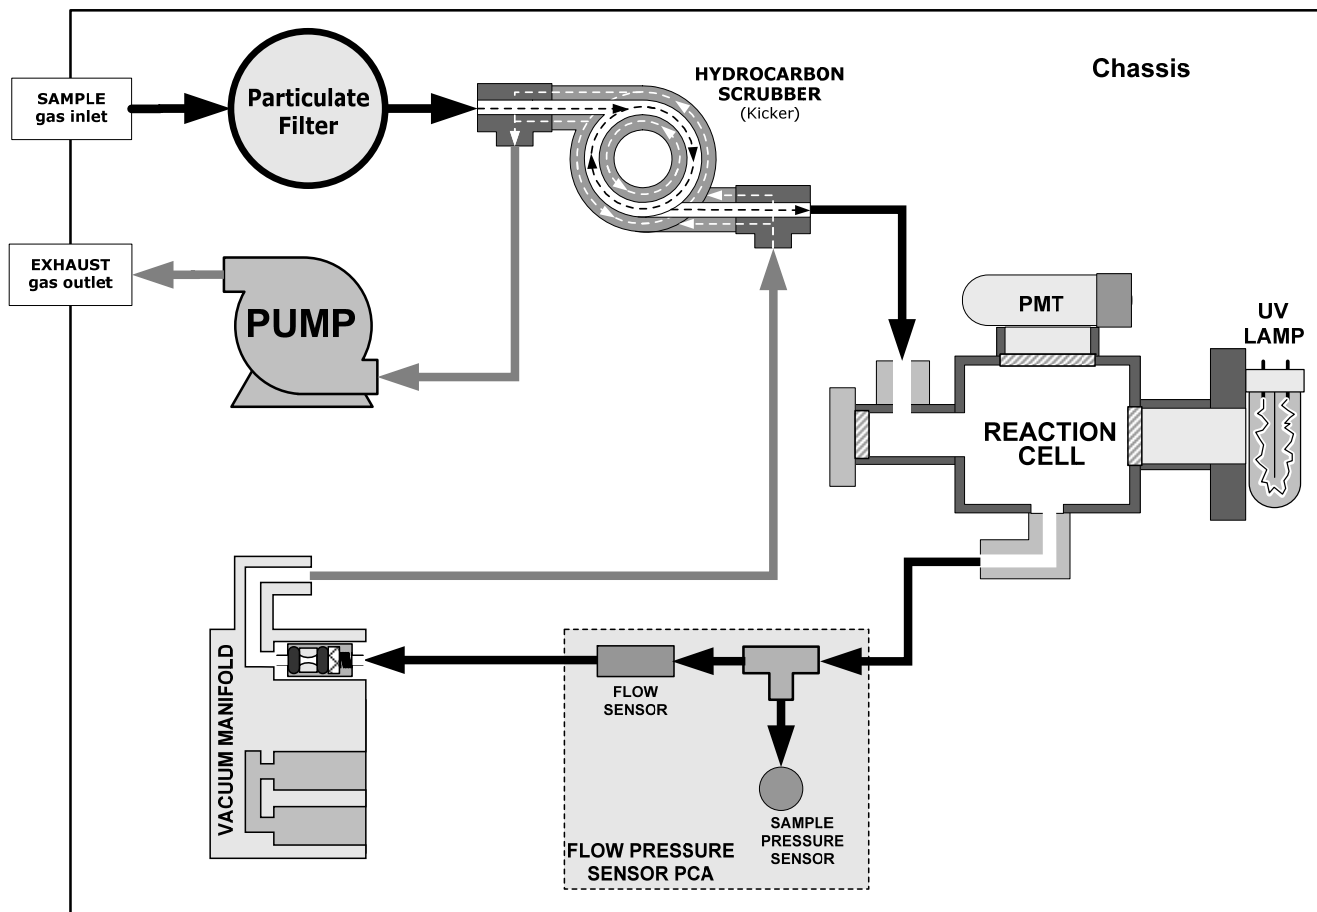 Chassis
SAMPLE
gas inlet
Particulate
Filter
HYDROCARBON
SCRUBBER
(Kicker)
EXHAUST
gas outlet
PUMP
PMT
UV
LAMP
REACTION
CELL
VACUUM MANIFOLD
FLOW
SENSOR
SAMPLE
PRESSURE
SENSOR
FLOW PRESSURE
SENSOR PCA